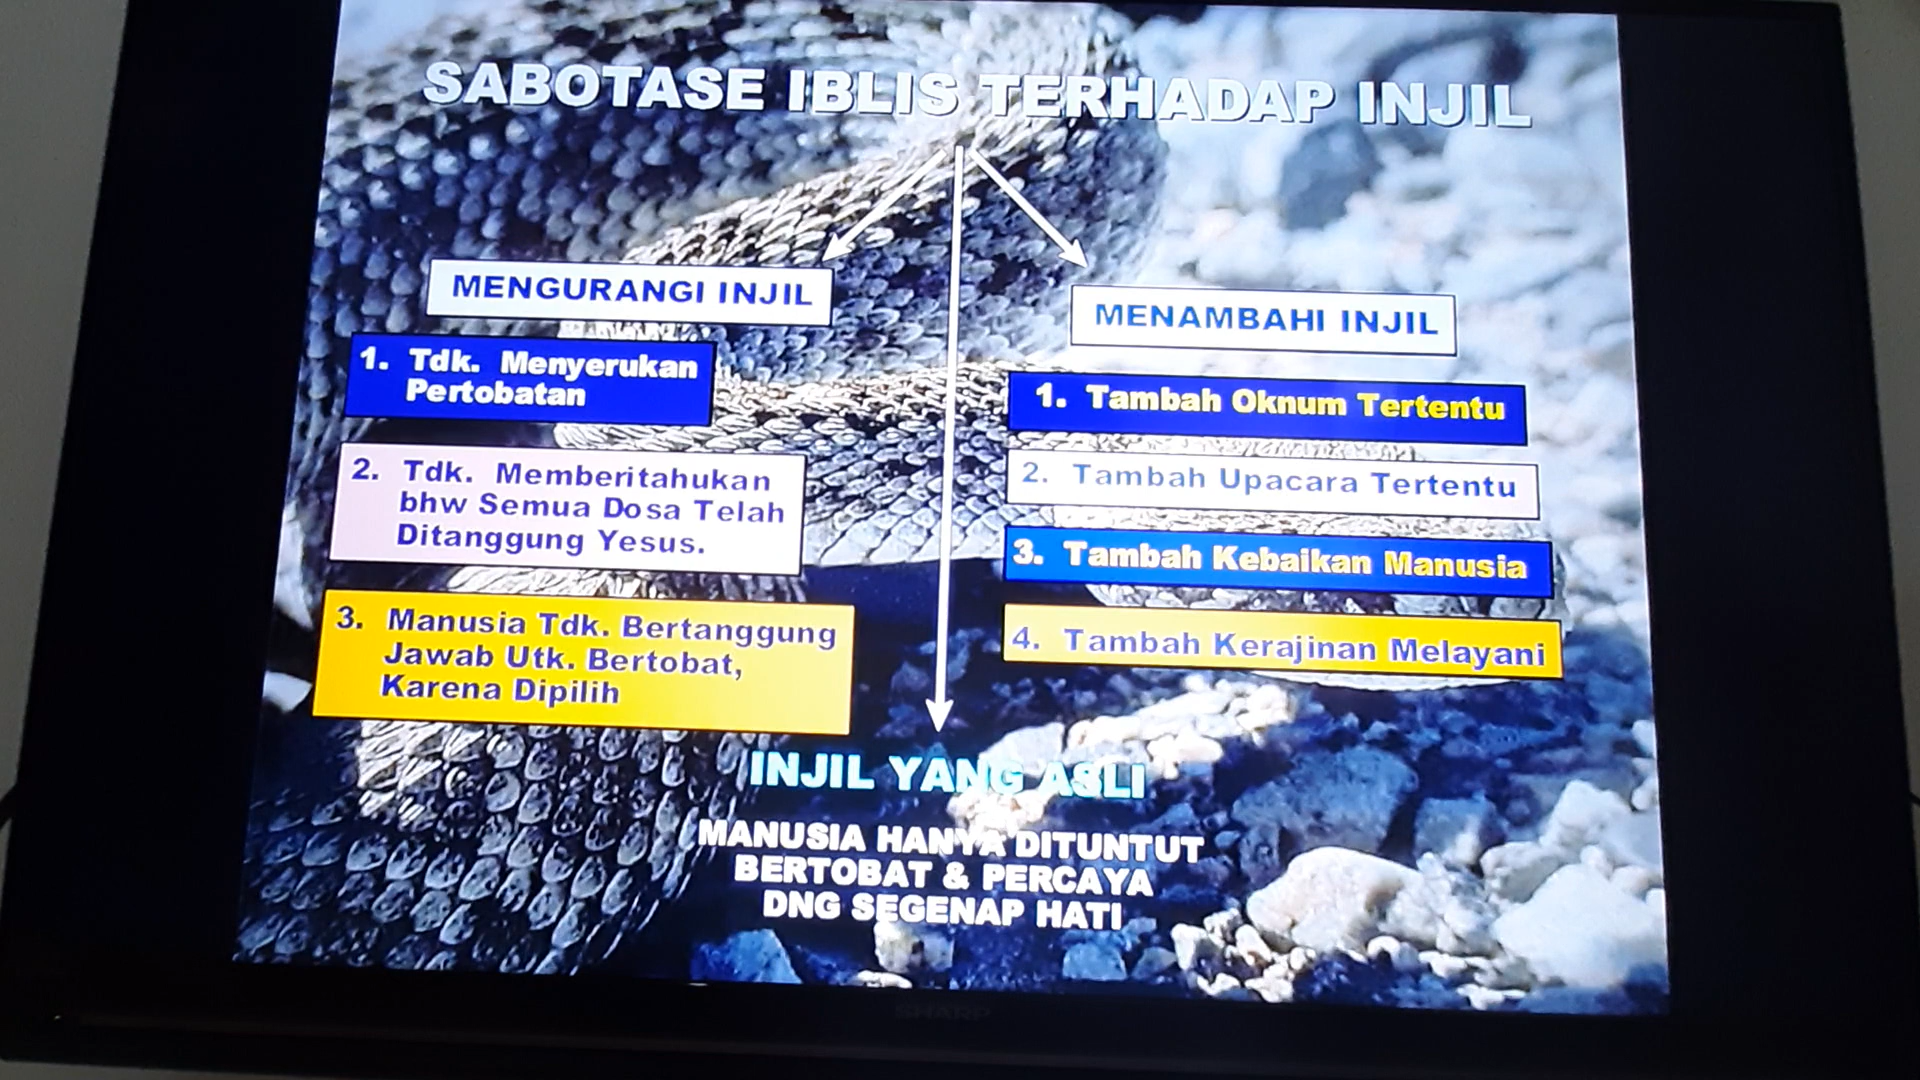 SABOTASE IBLIS TERHADAP INJIL
MENGURANGI INJIL
1. Tdk. Menyerukan
Pertobatan
2. Tdk. Memberitahukan
bhw Semua Dosa Telah
Ditanggung Yesus.
3. Manusia Tdk. Bertanggung
Jawab Utk. Bertobat,
Karena Dipilih
MENAMBAHI INJIL
1. Tambah Oknum Tertentu
2. Tambah Upacara Tertentu
3. Tambah Kebaikan Manusia
4. Tambah Kerajinan Melayani
INJIL YANG ASLI
MANUSIA HANYA DITUNTUT
BERTOBAT & PERCAYA
DNG SEGENAP HATI
SHARP